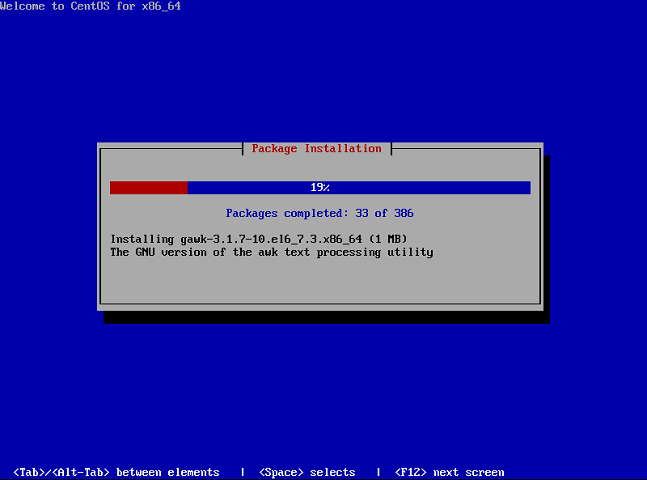 Welcome to CentOS for x86_64
Package Installation
19%
Packages completed: 33 of 386
Installing gawk-3.1.7-10.el6_7.3.x86_64 (1 MB)
The GNU version of the awk text processing utility
<Tab>/<Alt-Tab> between elements | <Space> selects | <F12> next screen